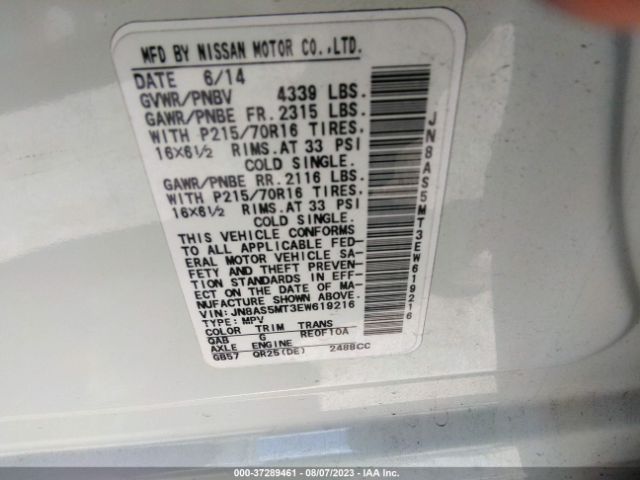 MFD BY NISSAN MOTOR CO.,LTD.
DATE 6/14
GVWR/PNBV 4339 LBS.
GAWR/PNBE FR. 2315 LBS.
WITH P215/70R16 TIRES.
16X6½ RIMS.AT 33 PSI
COLD SINGLE.
GAWR/PNBE RR. 2116 LBS.
WITH P215/70R16 TIRES.
16X6½ RIMS.AT 33 PSI
COLD SINGLE.
THIS VEHICLE CONFORMS
TO ALL APPLICABLE FED-
ERAL MOTOR VEHICLE SA-
FETY AND THEFT PREVEN-
TION STANDARDS IN EFF-
ECT ON THE DATE OF MA-
NUFACTURE SHOWN ABOVE.
VIN: JN8AS5MT3EW619216
TYPE: MPV
COLOR TRIM TRANS
QAB G RE0F10A
AXLE ENGINE
GB57 QR25(DE) 2488CC
JN8AS5MT3EW619216
000-37289461 - 08/07/2023 - IAA Inc.